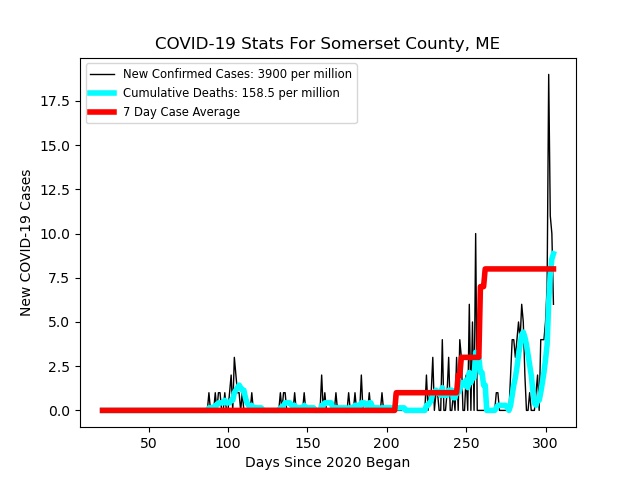 COVID-19 Stats For Somerset County, ME
New Confirmed Cases: 3900 per million
Cumulative Deaths: 158.5 per million
7 Day Case Average
New COVID-19 Cases
17.5
15.0
12.5
10.0
7.5
5.0
2.5
0.0
50 100 150 200 250 300
Days Since 2020 Began